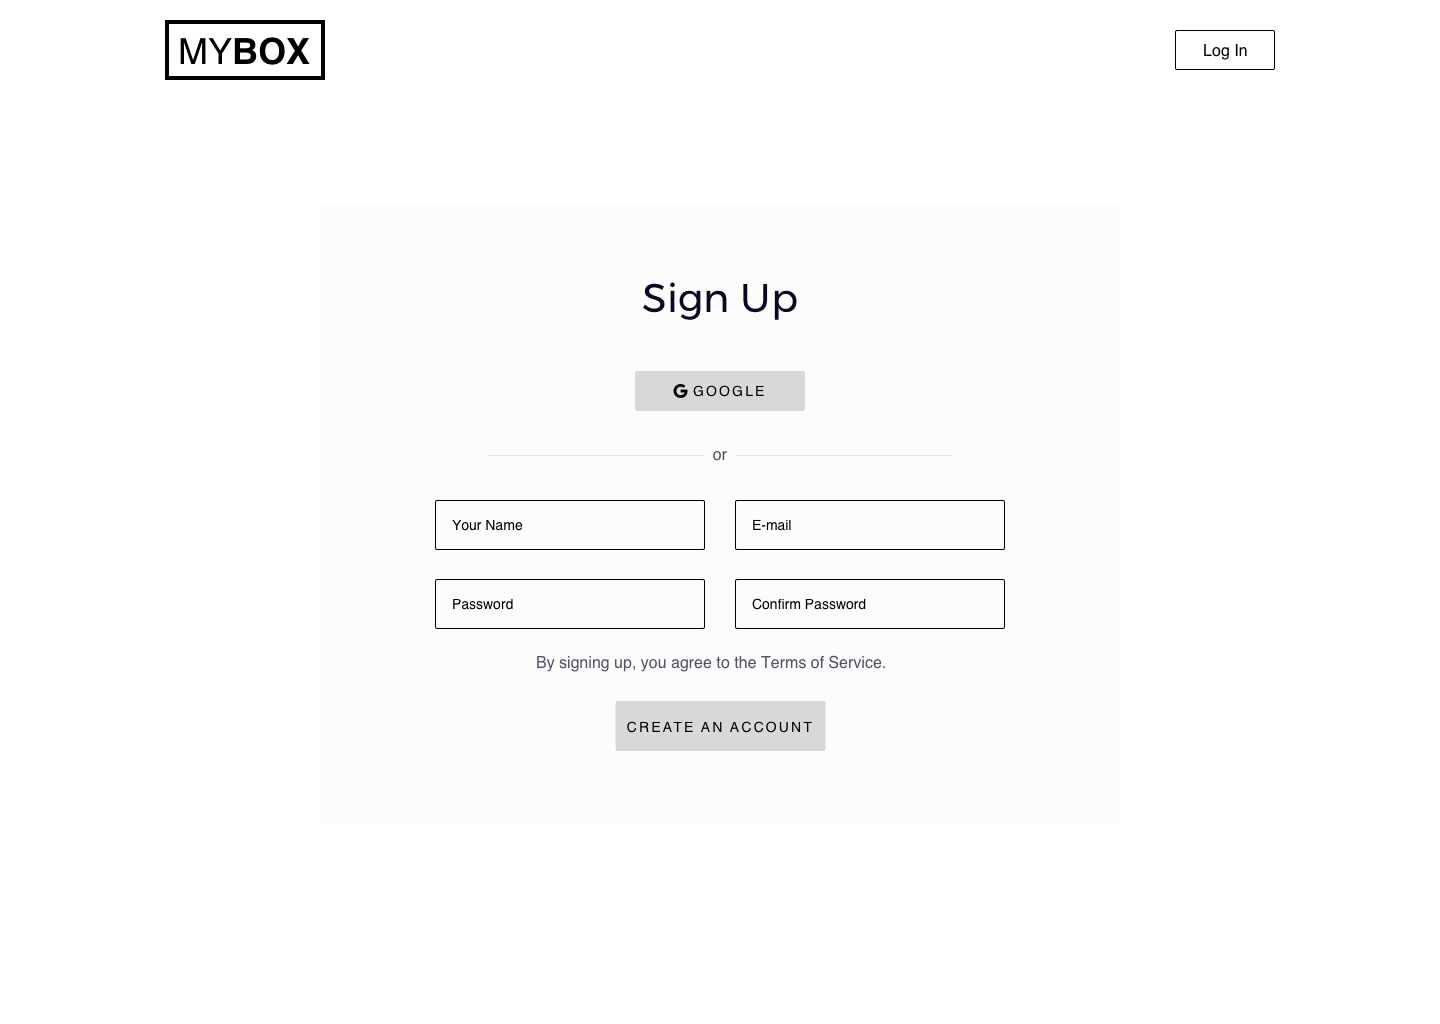 MYBOX
Log In
Sign Up
GOOGLE
or
Your Name
E-mail
Password
Confirm Password
By signing up, you agree to the Terms of Service.
CREATE AN ACCOUNT